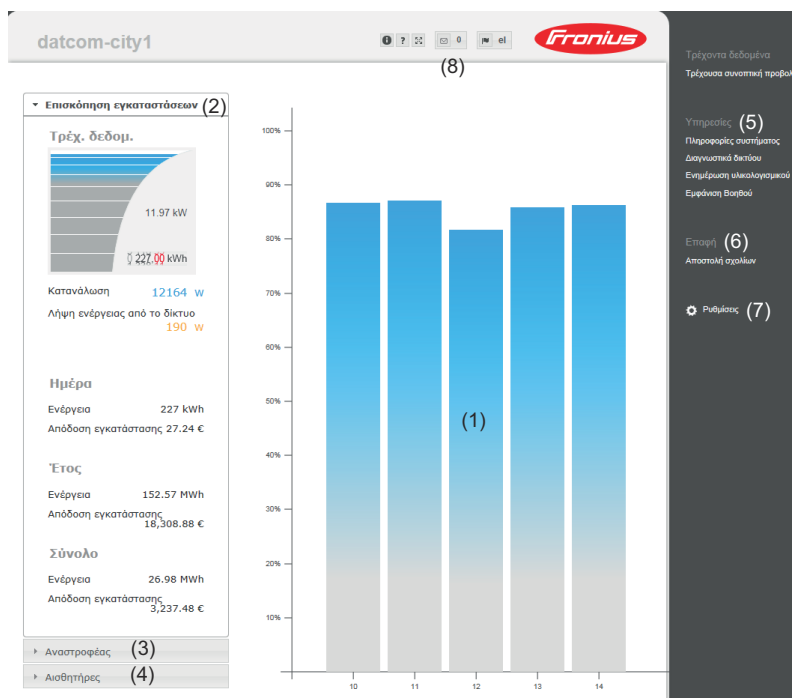 datcom-city1
? 0 el
Fronius
(8)
Επισκόπηση εγκαταστάσεων (2)
Τρέχ. δεδομ.
11.97 kW
227.00 kWh
Κατανάλωση 12164 W
Λήψη ενέργειας από το δίκτυο
190 W
Ημέρα
Ενέργεια 227 kWh
Απόδοση εγκατάστασης 27.24 €
Έτος
Ενέργεια 152.57 MWh
Απόδοση εγκατάστασης
18,308.88 €
Σύνολο
Ενέργεια 26.98 MWh
Απόδοση εγκατάστασης
3,237.48 €
Αναστροφέας (3)
Αισθητήρες (4)
100%
90%
80%
70%
60%
50%
40%
30%
20%
10%
(1)
10 11 12 13 14
Τρέχοντα δεδομένα
Τρέχουσα συνοπτική προβολ
Υπηρεσίες (5)
Πληροφορίες συστήματος
Διαγνωστικά δικτύου
Ενημέρωση υλικολογισμικού
Εμφάνιση Βοηθού
Επαφή (6)
Αποστολή σχολίων
Ρυθμίσεις (7)